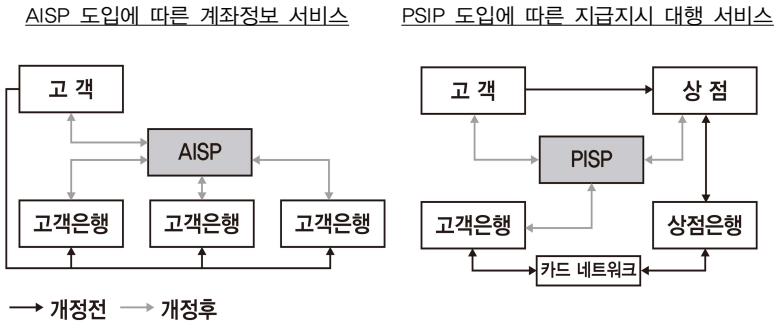 AISP 도입에 따른 계좌정보 서비스
고 객
AISP
고객은행 고객은행 고객은행
PSIP 도입에 따른 지급지시 대행 서비스
고 객 상 점
PISP
고객은행 상점은행
카드 네트워크
개정전 개정후